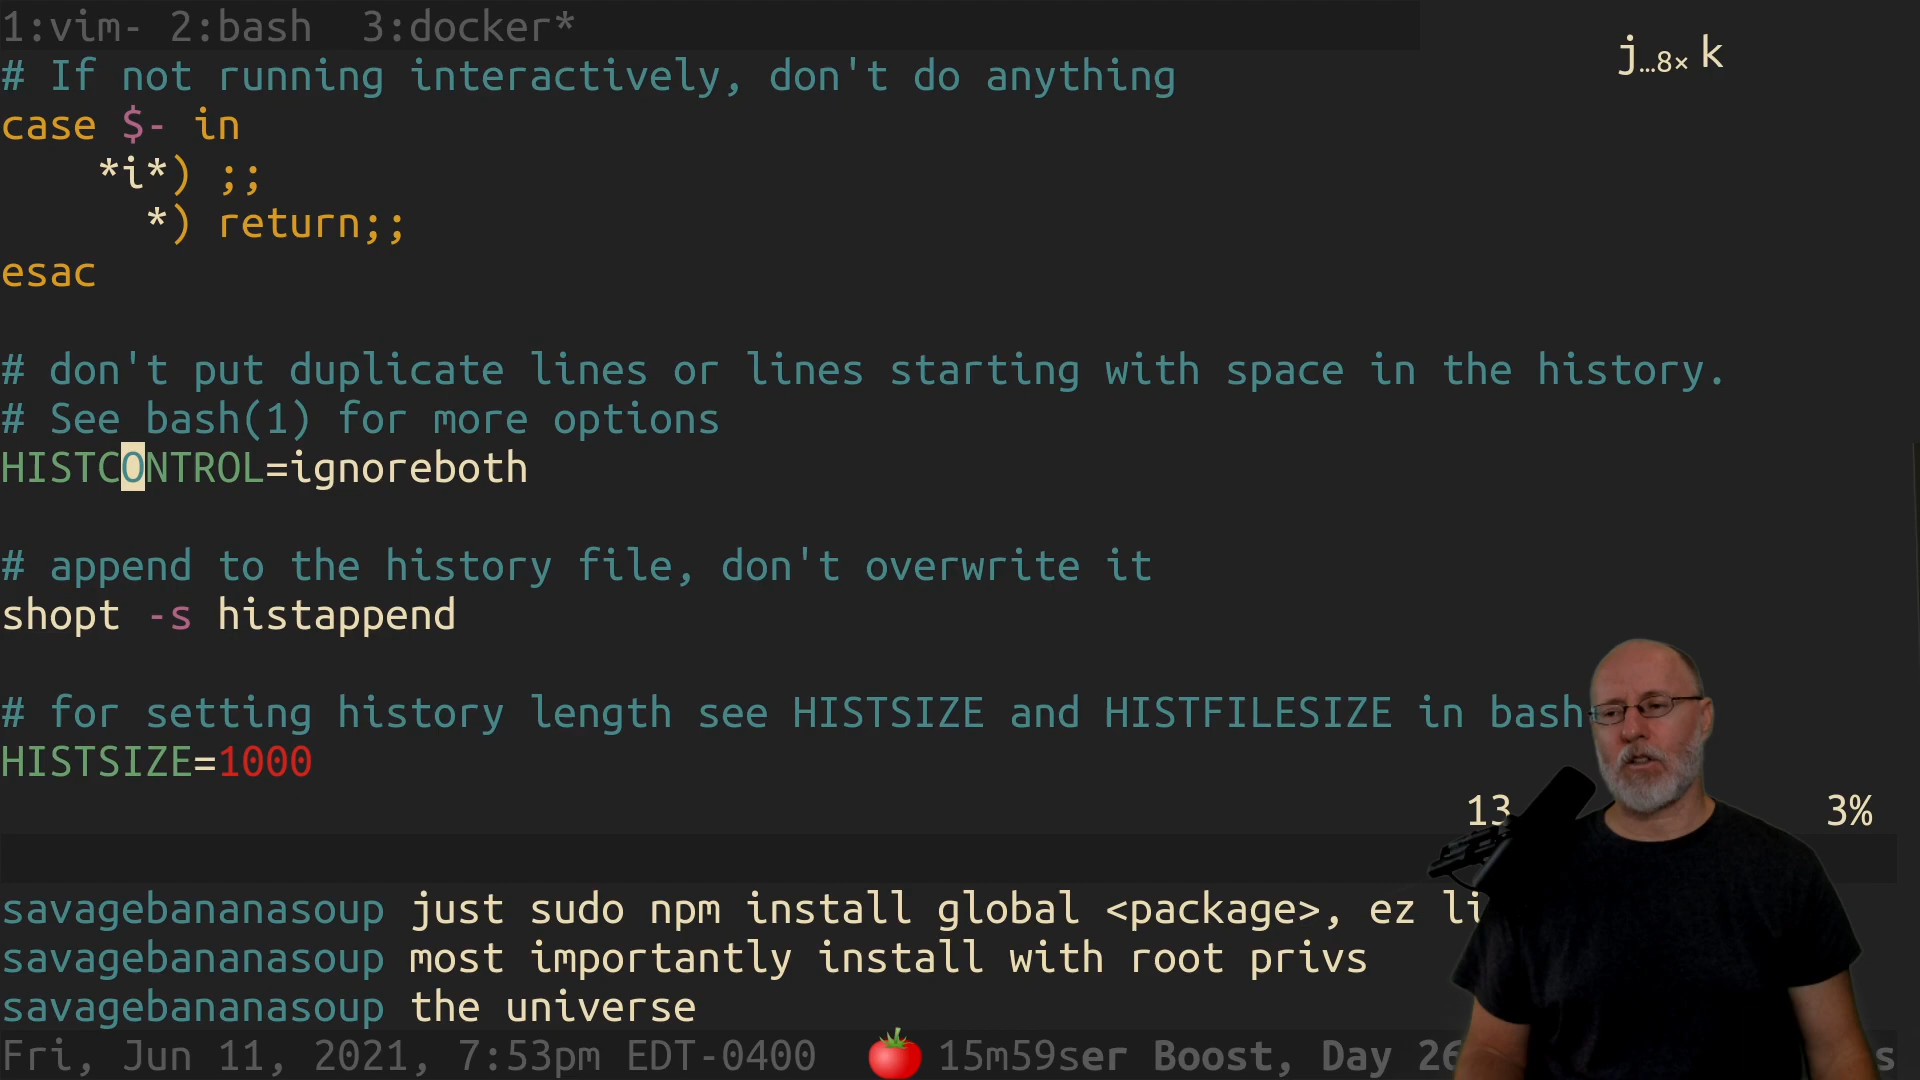 1:vim- 2:bash  3:docker*
j…8× k
# If not running interactively, don't do anything
case $- in
    *i*) ;;
      *) return;;
esac
# don't put duplicate lines or lines starting with space in the history.
# See bash(1) for more options
HISTCONTROL=ignoreboth
# append to the history file, don't overwrite it
shopt -s histappend
# for setting history length see HISTSIZE and HISTFILESIZE in bash
HISTSIZE=1000
13 3%
savagebananasoup just sudo npm install global <package>, ez
savagebananasoup most importantly install with root privs
savagebananasoup the universe
Fri, Jun 11, 2021, 7:53pm EDT-0400 🍅 15m59ser Boost, Day